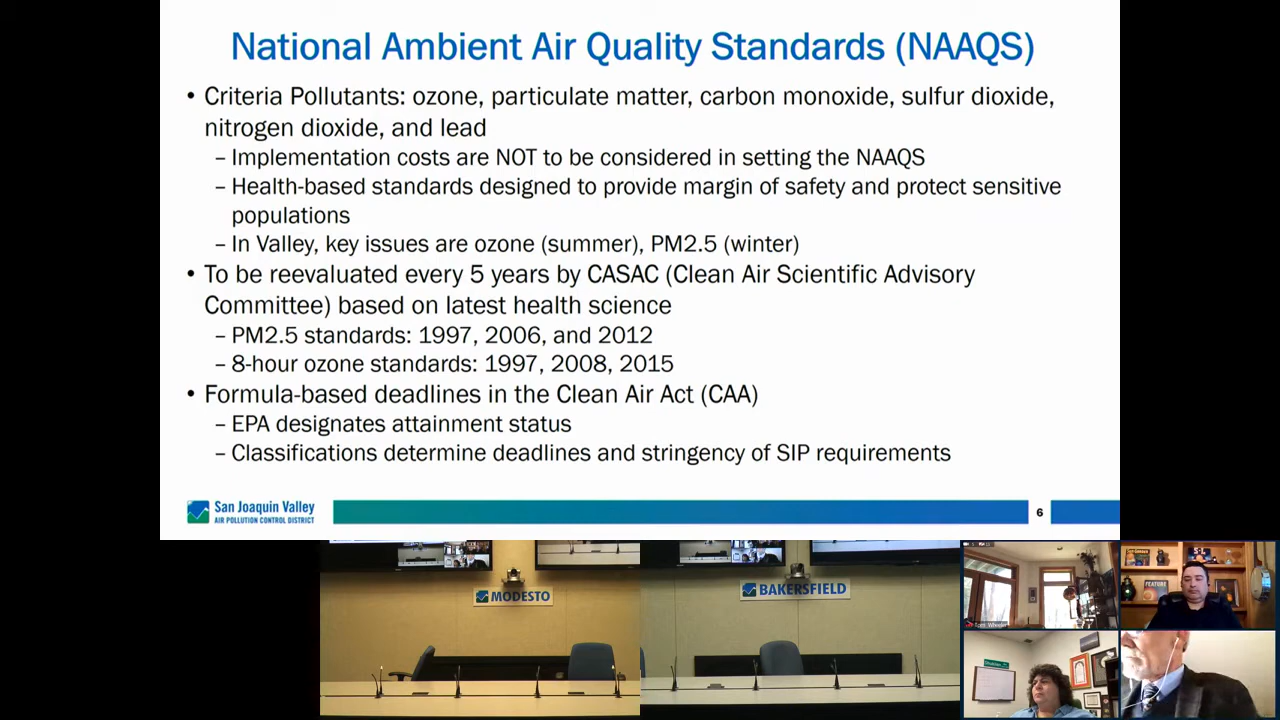 National Ambient Air Quality Standards (NAAQS)
• Criteria Pollutants: ozone, particulate matter, carbon monoxide, sulfur dioxide,
nitrogen dioxide, and lead
– Implementation costs are NOT to be considered in setting the NAAQS
– Health-based standards designed to provide margin of safety and protect sensitive
populations
– In Valley, key issues are ozone (summer), PM2.5 (winter)
• To be reevaluated every 5 years by CASAC (Clean Air Scientific Advisory
Committee) based on latest health science
– PM2.5 standards: 1997, 2006, and 2012
– 8-hour ozone standards: 1997, 2008, 2015
• Formula-based deadlines in the Clean Air Act (CAA)
– EPA designates attainment status
– Classifications determine deadlines and stringency of SIP requirements
San Joaquin Valley
AIR POLLUTION CONTROL DISTRICT
6
MODESTO
BAKERSFIELD
FEATURE